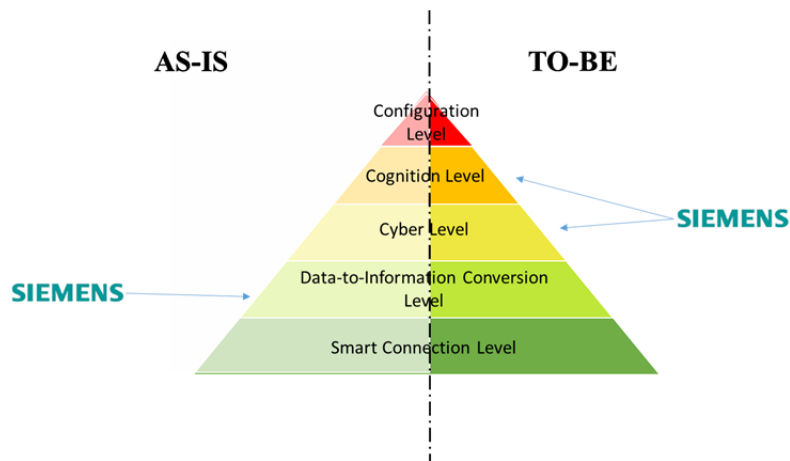 AS-IS
TO-BE
Configuration
Level
Cognition Level
SIEMENS
Cyber Level
Data-to-Information Conversion
Level
SIEMENS
Smart Connection Level